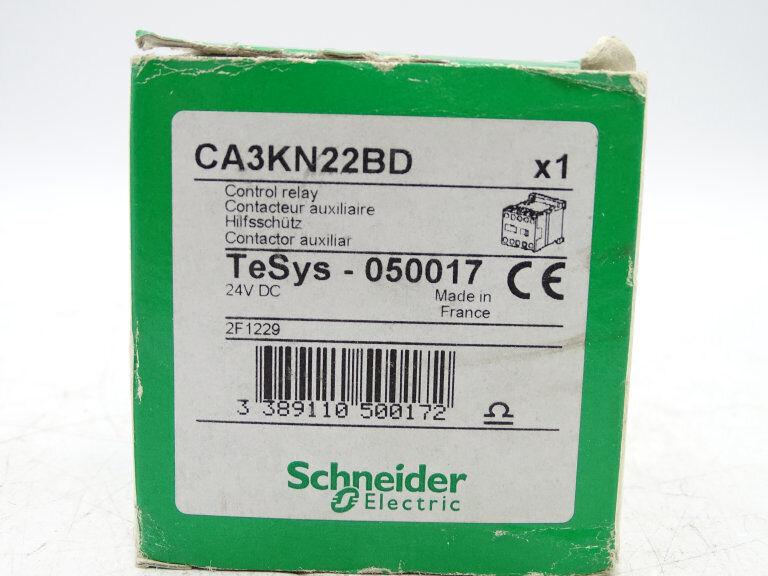 CA3KN22BD x1
Control relay
Contacteur auxiliaire
Hilfsschütz
Contactor auxiliar
TeSys - 050017 CE
24V DC Made in
France
2F1229
3 389110 500172
Schneider
Electric